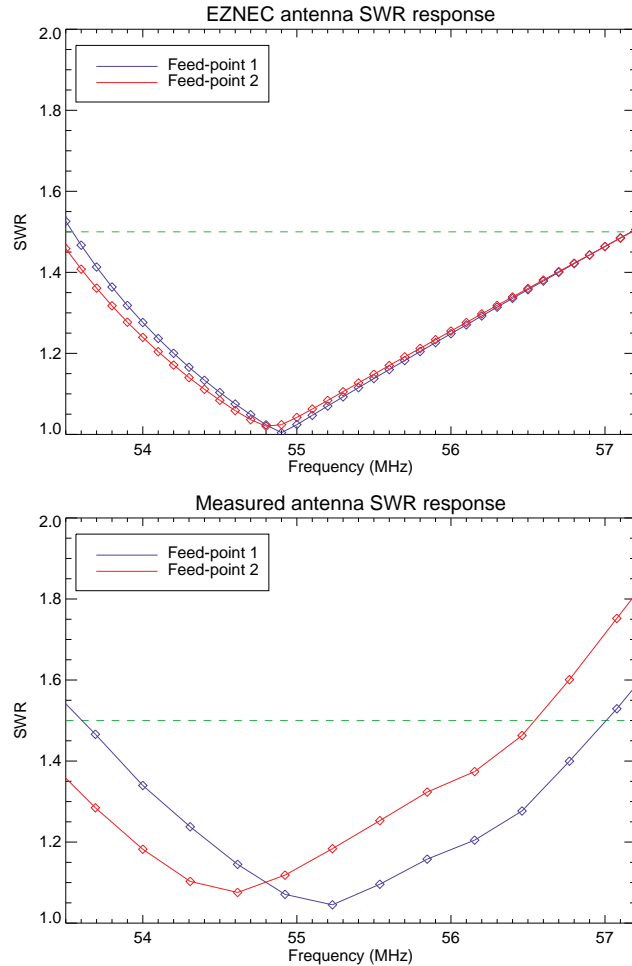 EZNEC antenna SWR response
2.0
Feed-point 1
Feed-point 2
1.8
1.6
SWR
1.4
1.2
1.0
54
55
56
57
Frequency (MHz)
Measured antenna SWR response
2.0
Feed-point 1
Feed-point 2
1.8
1.6
SWR
1.4
1.2
1.0
54
55
56
57
Frequency (MHz)